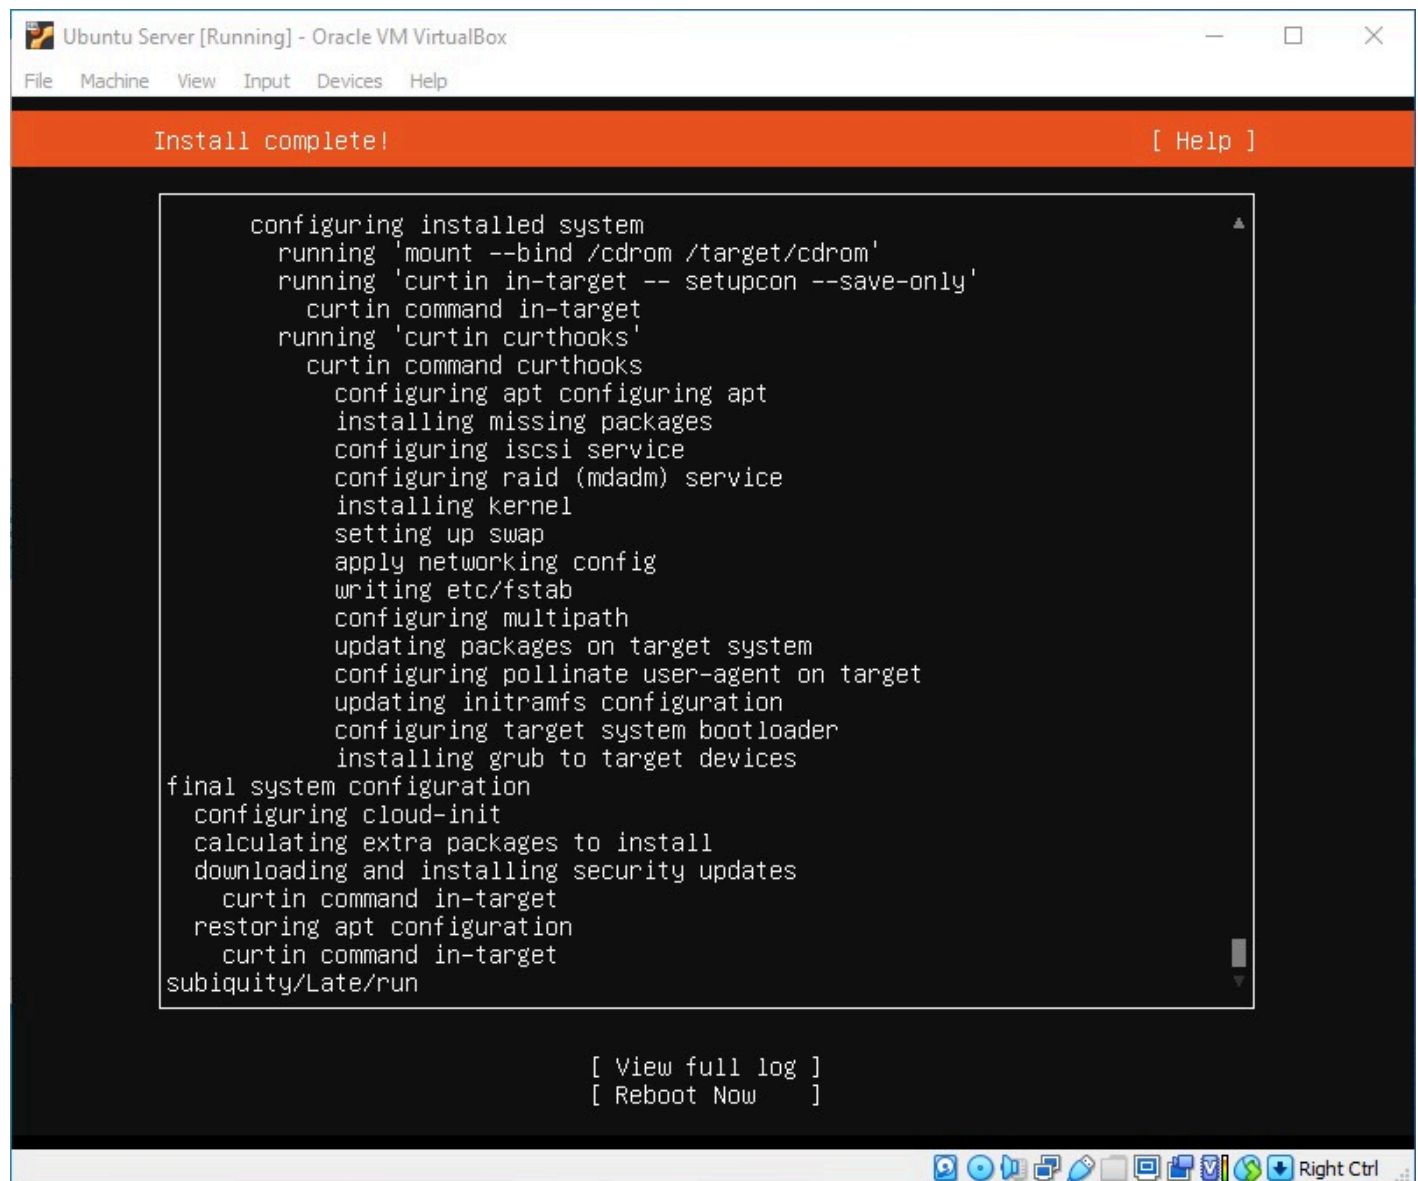 Ubuntu Server [Running] - Oracle VM VirtualBox
File Machine View Input Devices Help
Install complete! [ Help ]
configuring installed system
running 'mount --bind /cdrom /target/cdrom'
running 'curtin in-target -- setupcon --save-only'
curtin command in-target
running 'curtin curthooks'
curtin command curthooks
configuring apt configuring apt
installing missing packages
configuring iscsi service
configuring raid (mdadm) service
installing kernel
setting up swap
apply networking config
writing etc/fstab
configuring multipath
updating packages on target system
configuring pollinate user-agent on target
updating initramfs configuration
configuring target system bootloader
installing grub to target devices
final system configuration
configuring cloud-init
calculating extra packages to install
downloading and installing security updates
curtin command in-target
restoring apt configuration
curtin command in-target
subiquity/Late/run
[ View full log ]
[ Reboot Now ]
Right Ctrl